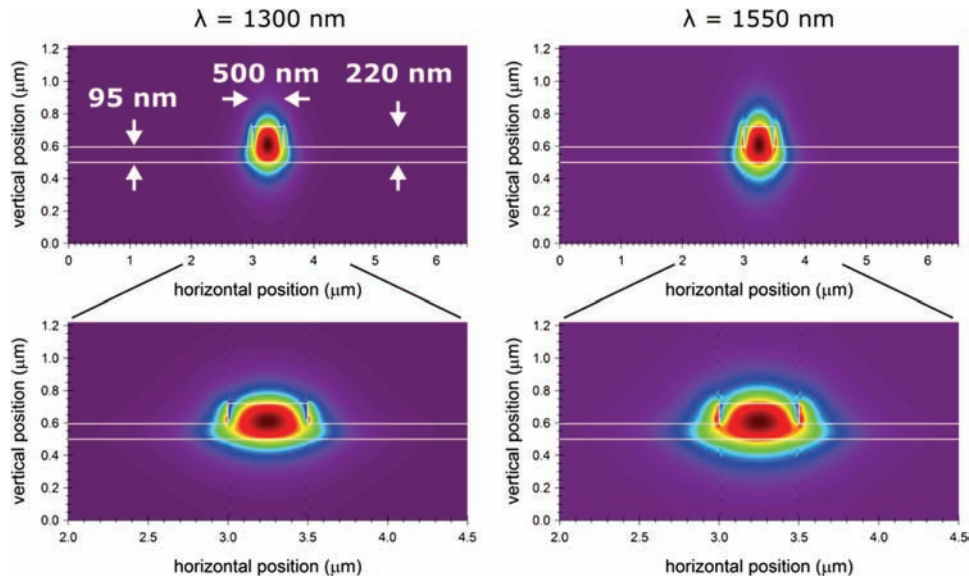 λ = 1300 nm
λ = 1550 nm
vertical position (μm)
1.2
1.0
0.8
0.6
0.4
0.2
0.0
95 nm
500 nm
220 nm
0 1 2 3 4 5 6
horizontal position (μm)
vertical position (μm)
1.2
1.0
0.8
0.6
0.4
0.2
0.0
0 1 2 3 4 5 6
horizontal position (μm)
vertical position (μm)
1.2
1.0
0.8
0.6
0.4
0.2
0.0
2.0 2.5 3.0 3.5 4.0 4.5
horizontal position (μm)
vertical position (μm)
1.2
1.0
0.8
0.6
0.4
0.2
0.0
2.0 2.5 3.0 3.5 4.0 4.5
horizontal position (μm)